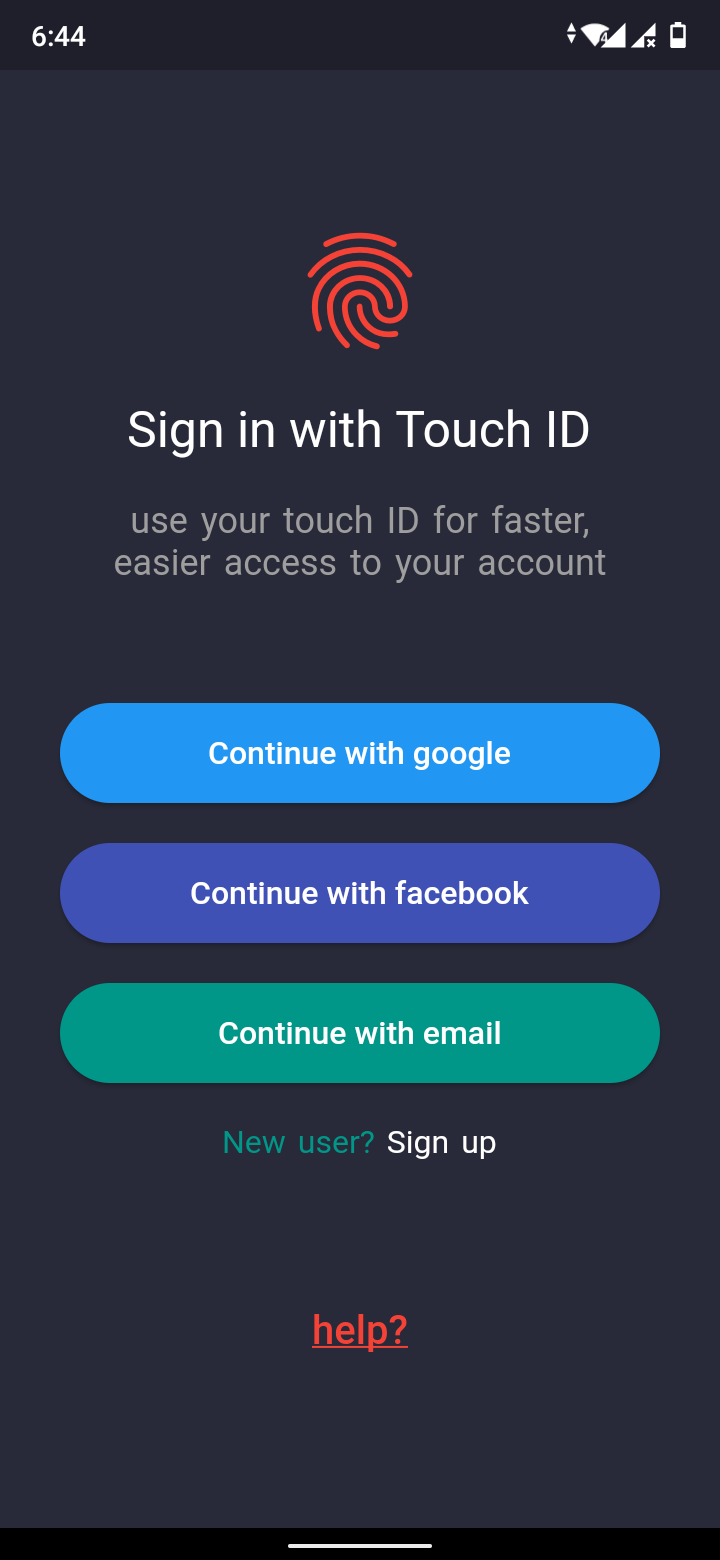 6:44
Sign in with Touch ID
use your touch ID for faster,
easier access to your account
Continue with google
Continue with facebook
Continue with email
New user? Sign up
help?